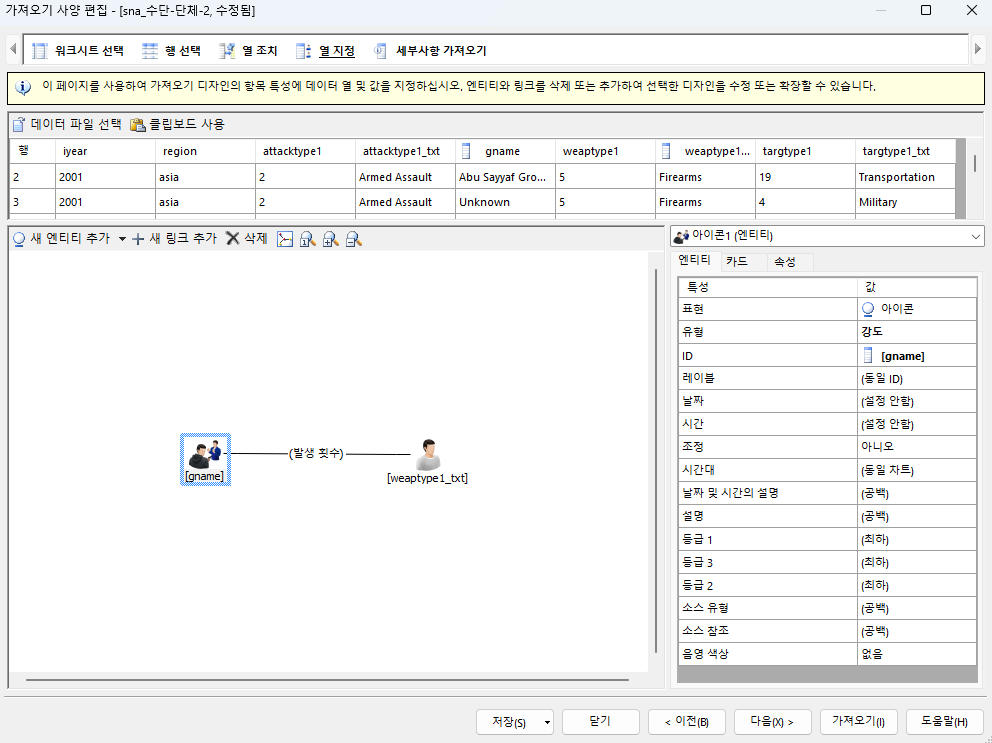 가져오기 사양 편집 - [sna_수단-단체-2, 수정됨]
워크시트 선택 행 선택 열 조치 열 지정 세부사항 가져오기
이 페이지를 사용하여 가져오기 디자인의 항목 특성에 데이터 열 및 값을 지정하십시오. 엔티티와 링크를 삭제 또는 추가하여 선택한 디자인을 수정 또는 확장할 수 있습니다.
데이터 파일 선택 클립보드 사용
행 iyear region attacktype1 attacktype1_txt gname weaptype1 weaptype1... targtype1 targtype1_txt
2 2001 asia 2 Armed Assault Abu Sayyaf Gro... 5 Firearms 19 Transportation
3 2001 asia 2 Armed Assault Unknown 5 Firearms 4 Military
새 엔티티 추가 새 링크 추가 삭제
[gname]
(발생 횟수)
[weaptype1_txt]
아이콘1 (엔티티)
엔티티 카드 속성
특성 값
표현 아이콘
유형 강도
ID [gname]
레이블 (동일 ID)
날짜 (설정 안함)
시간 (설정 안함)
조정 아니오
시간대 (동일 차트)
날짜 및 시간의 설명 (공백)
설명 (공백)
등급 1 (최하)
등급 3 (최하)
등급 2 (최하)
소스 유형 (공백)
소스 참조 (공백)
음영 색상 없음
저장(S) 닫기 < 이전(B) 다음(X) > 가져오기(I) 도움말(H)